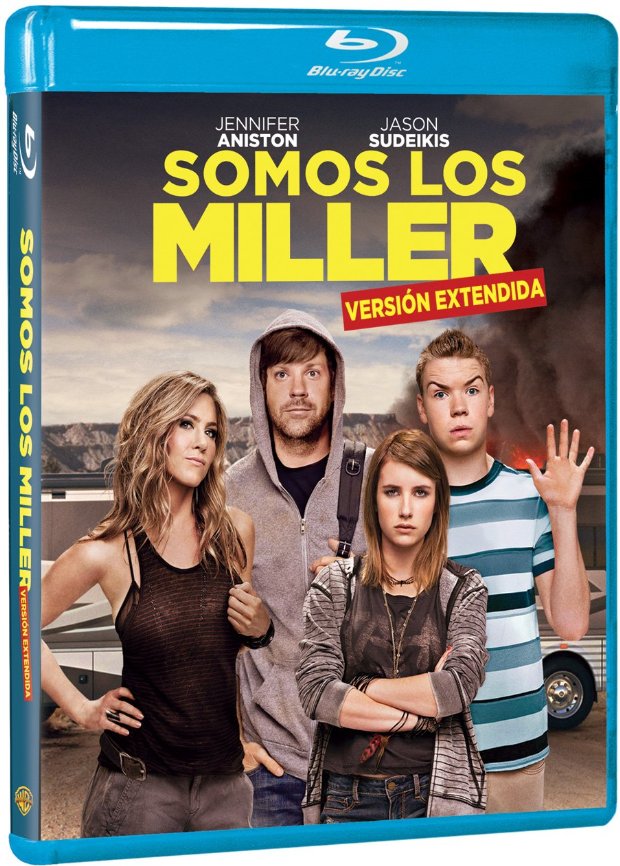 Blu-ray Disc
JENNIFER
ANISTON
JASON
SUDEIKIS
SOMOS LOS
MILLER
VERSIÓN EXTENDIDA
Blu-ray Disc
SOMOS LOS MILLER
VERSIÓN EXTENDIDA
WB